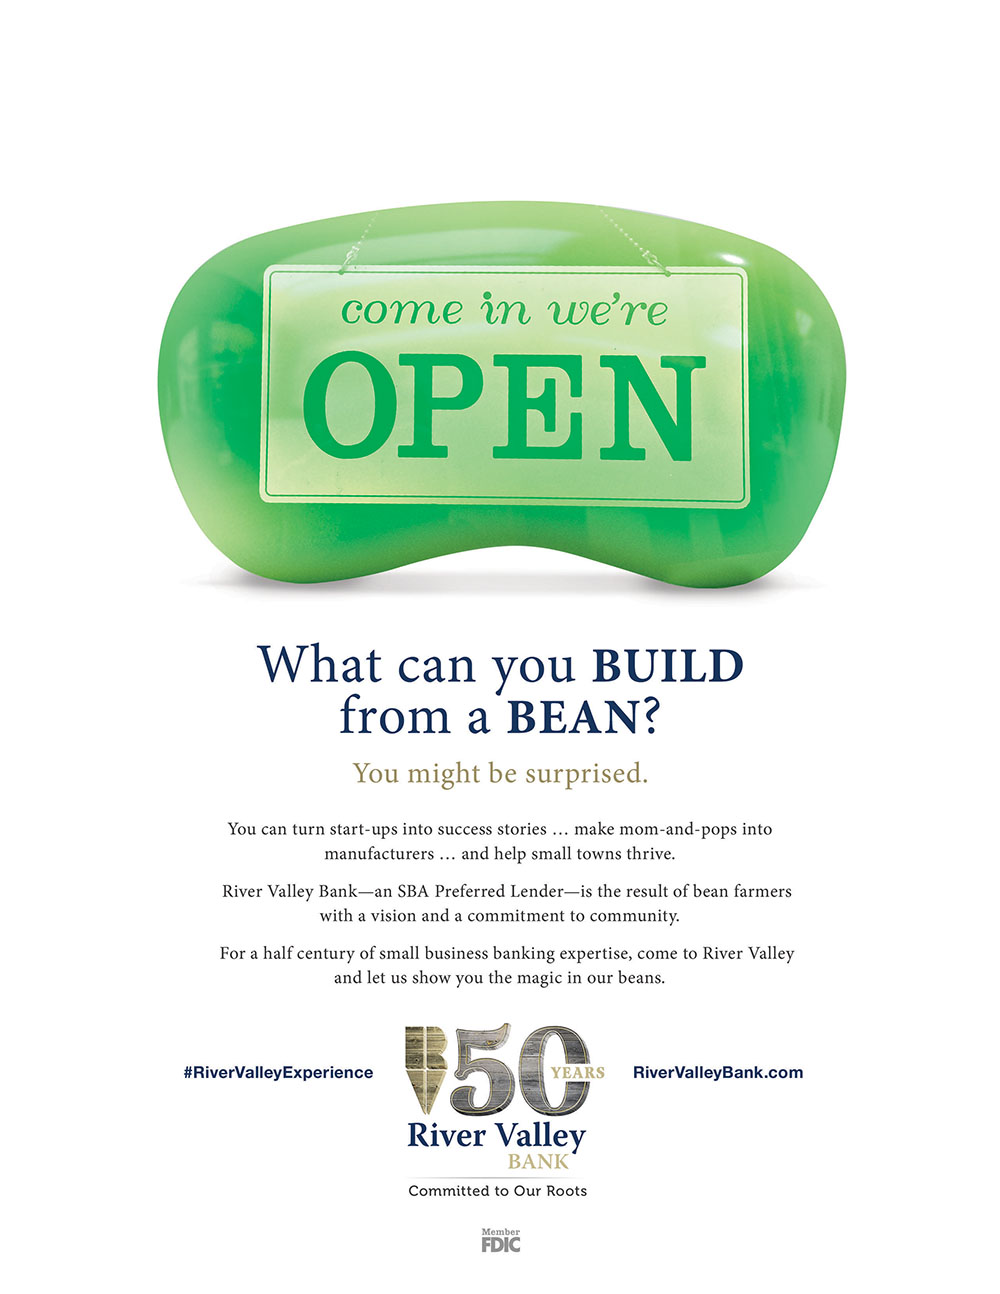 come in we're
OPEN
What can you BUILD
from a BEAN?
You might be surprised.
You can turn start-ups into success stories … make mom-and-pops into
manufacturers … and help small towns thrive.
River Valley Bank—an SBA Preferred Lender—is the result of bean farmers
with a vision and a commitment to community.
For a half century of small business banking expertise, come to River Valley
and let us show you the magic in our beans.
#RiverValleyExperience
50
YEARS
RiverValleyBank.com
River Valley
BANK
Committed to Our Roots
Member
FDIC